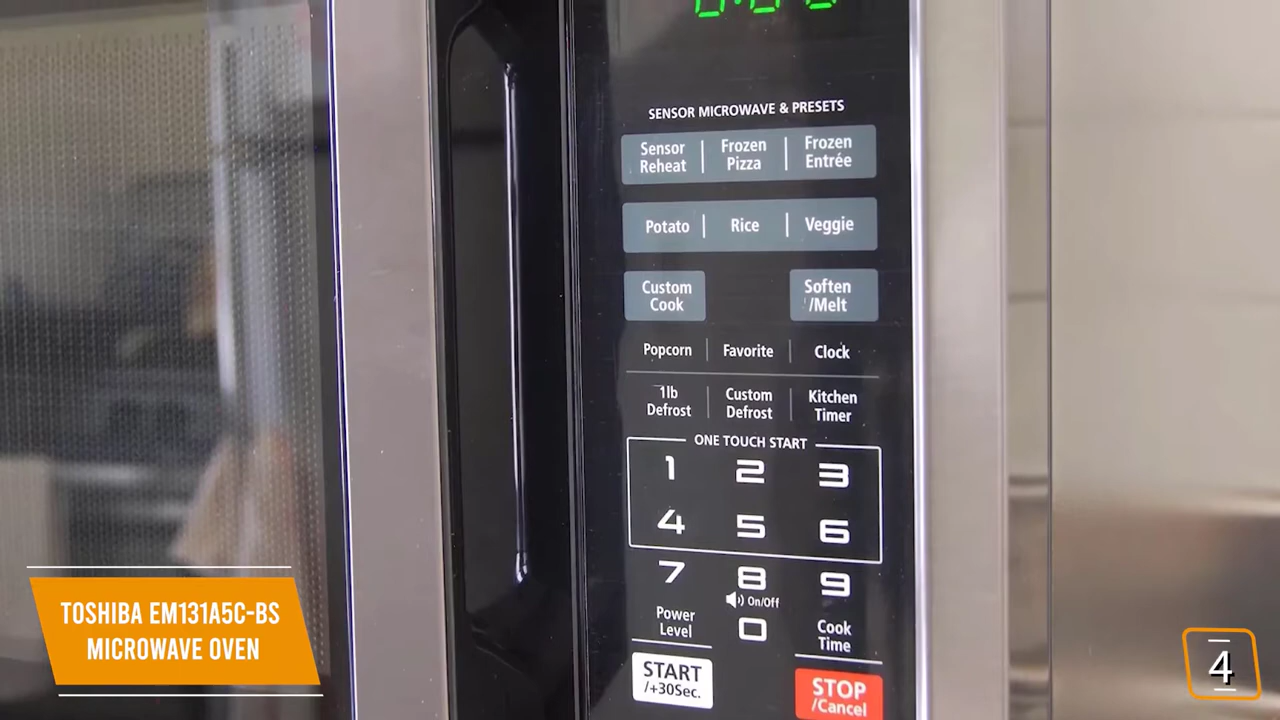 SENSOR MICROWAVE & PRESETS
Sensor Reheat | Frozen Pizza | Frozen Entrée
Potato | Rice | Veggie
Custom Cook
Soften /Melt
Popcorn | Favorite | Clock
1lb Defrost | Custom Defrost | Kitchen Timer
ONE TOUCH START
1 2 3
4 5 6
7 8 9
On/Off
Power Level 0 Cook Time
START /+30Sec.
STOP /Cancel
TOSHIBA EM131A5C-BS
MICROWAVE OVEN
4